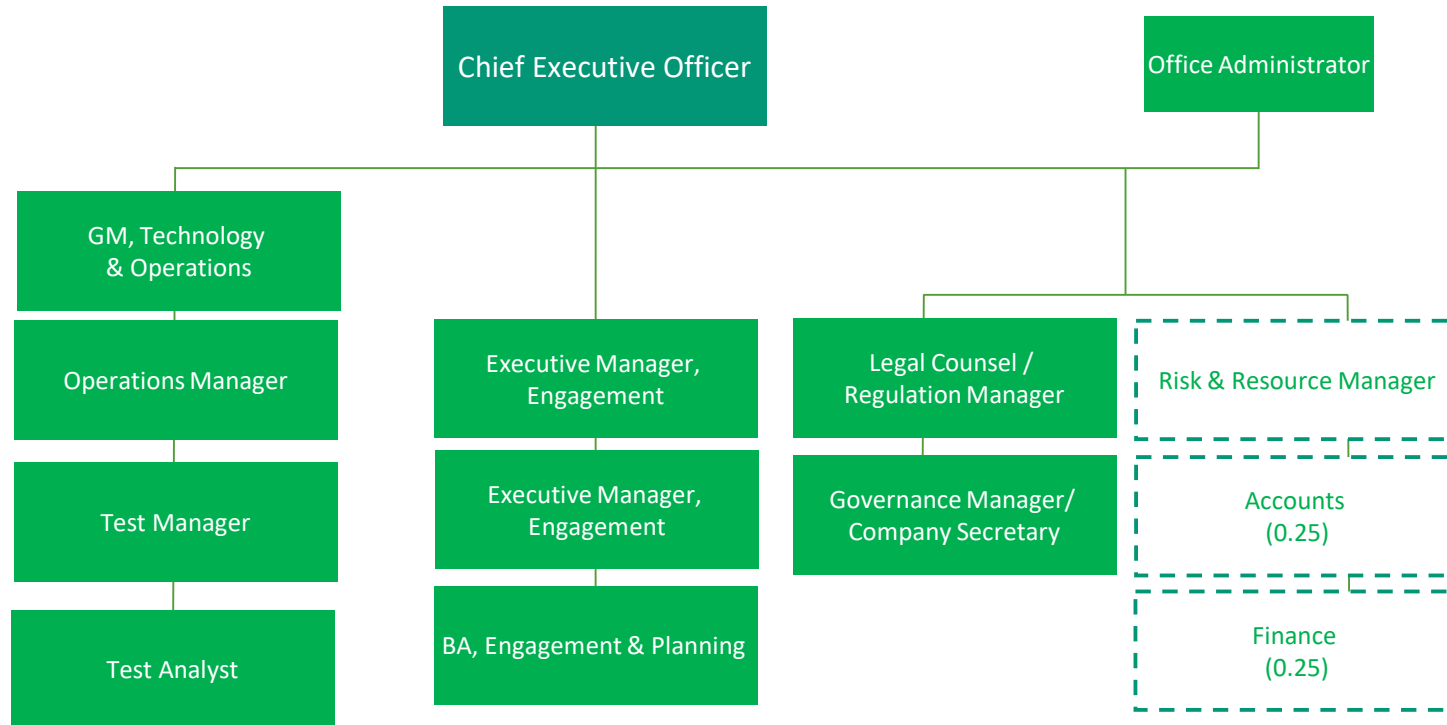 Chief Executive Officer
Office Administrator
GM, Technology
& Operations
Operations Manager
Test Manager
Test Analyst
Executive Manager,
Engagement
Executive Manager,
Engagement
BA, Engagement & Planning
Legal Counsel /
Regulation Manager
Governance Manager/
Company Secretary
Risk & Resource Manager
Accounts
(0.25)
Finance
(0.25)